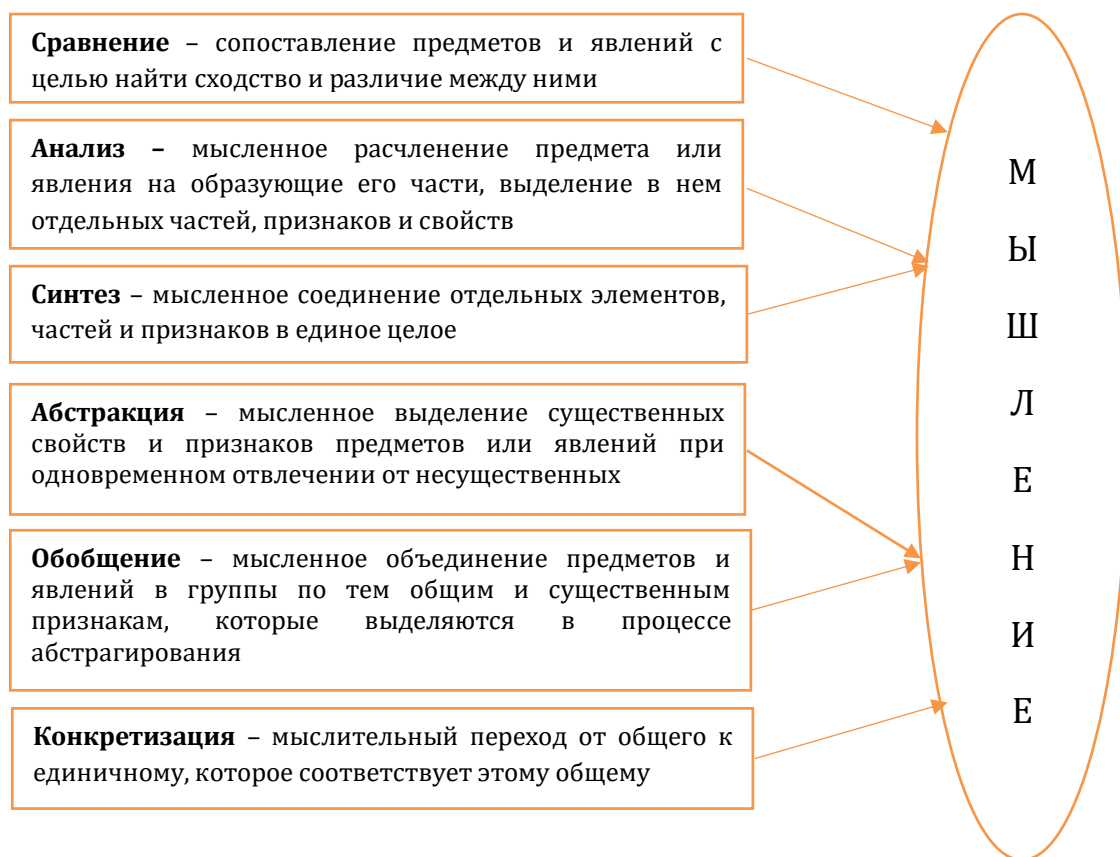 Сравнение – сопоставление предметов и явлений с
целью найти сходство и различие между ними
Анализ – мысленное расчленение предмета или
явления на образующие его части, выделение в нем
отдельных частей, признаков и свойств
Синтез – мысленное соединение отдельных элементов,
частей и признаков в единое целое
Абстракция – мысленное выделение существенных
свойств и признаков предметов или явлений при
одновременном отвлечении от несущественных
Обобщение – мысленное объединение предметов и
явлений в группы по тем общим и существенным
признакам, которые выделяются в процессе
абстрагирования
Конкретизация – мыслительный переход от общего к
единичному, которое соответствует этому общему
М
Ы
Ш
Л
Е
Н
И
Е